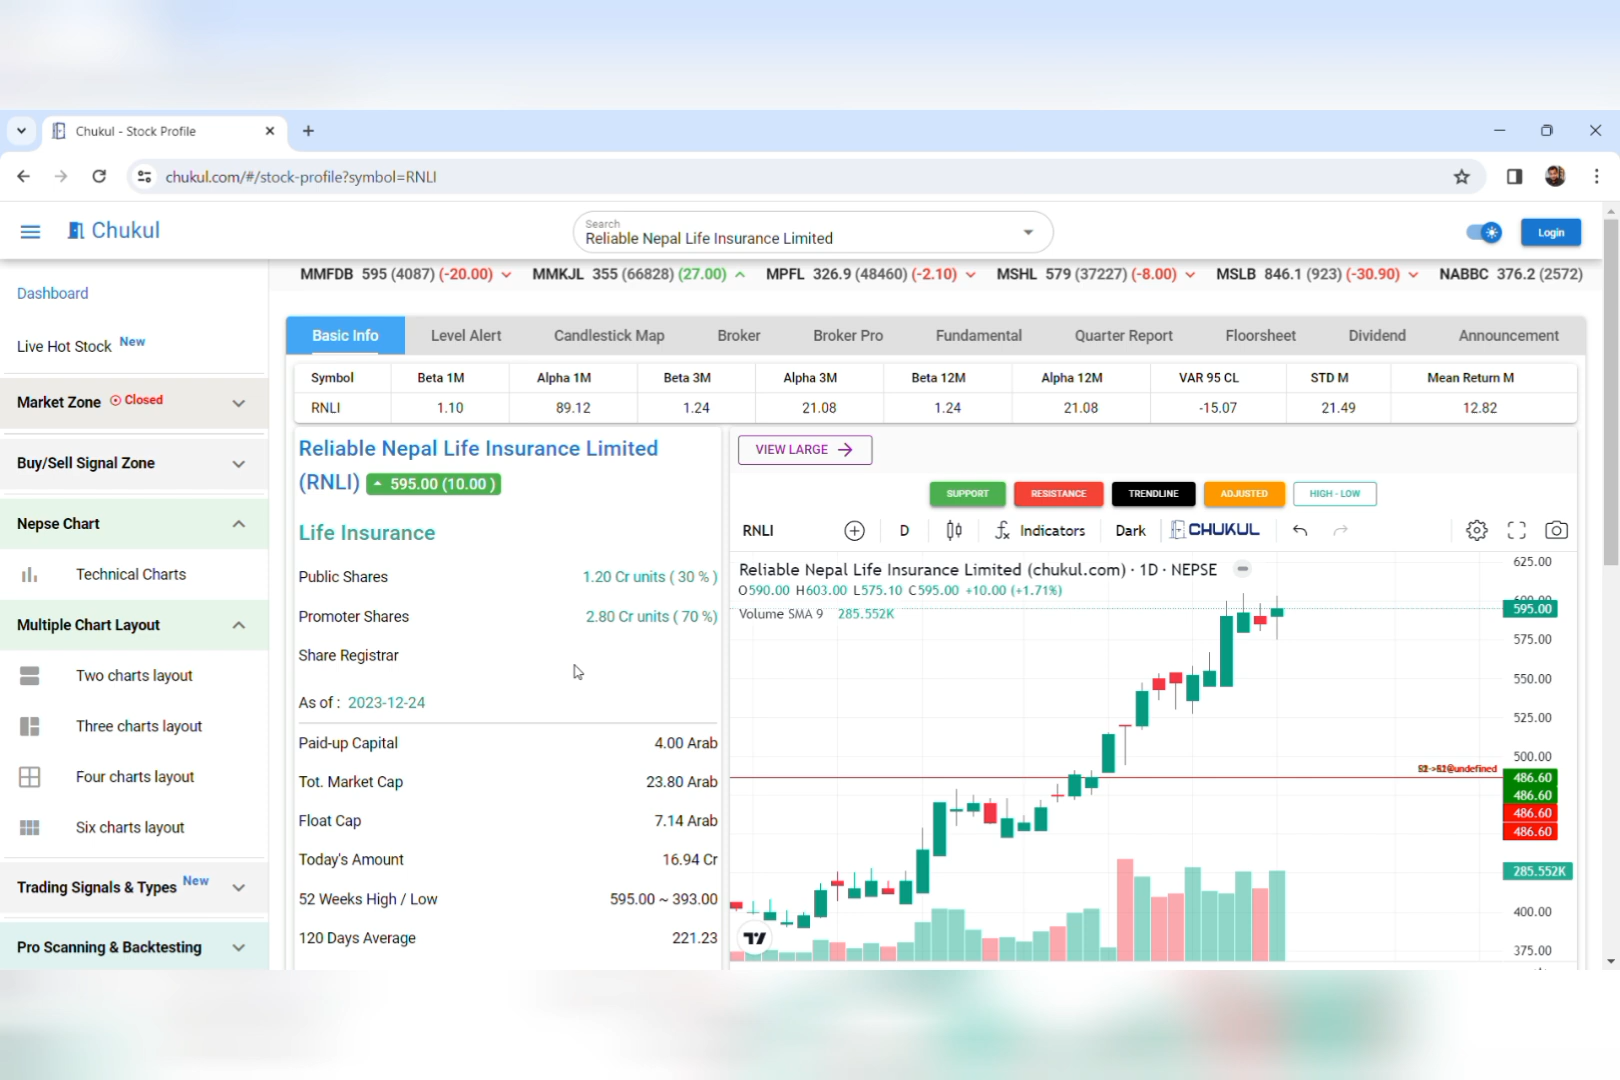 Chukul - Stock Profile
chukul.com/#/stock-profile?symbol=RNLI
Chukul
Search
Reliable Nepal Life Insurance Limited
Login
MMFDB 595 (4087) (-20.00) MMKJL 355 (66828) (27.00) MPFL 326.9 (48460) (-2.10) MSHL 579 (37227) (-8.00) MSLB 846.1 (923) (-30.90) NABBC 376.2 (2572)
Dashboard
Live Hot Stock New
Market Zone Closed
Buy/Sell Signal Zone
Nepse Chart
Technical Charts
Multiple Chart Layout
Two charts layout
Three charts layout
Four charts layout
Six charts layout
Trading Signals & Types New
Pro Scanning & Backtesting
Basic Info Level Alert Candlestick Map Broker Broker Pro Fundamental Quarter Report Floorsheet Dividend Announcement
Symbol Beta 1M Alpha 1M Beta 3M Alpha 3M Beta 12M Alpha 12M VAR 95 CL STD M Mean Return M
RNLI 1.10 89.12 1.24 21.08 1.24 21.08 -15.07 21.49 12.82
Reliable Nepal Life Insurance Limited
(RNLI) 595.00 (10.00 )
Life Insurance
Public Shares 1.20 Cr units ( 30 % )
Promoter Shares 2.80 Cr units ( 70 %)
Share Registrar
As of : 2023-12-24
Paid-up Capital 4.00 Arab
Tot. Market Cap 23.80 Arab
Float Cap 7.14 Arab
Today's Amount 16.94 Cr
52 Weeks High / Low 595.00 ~ 393.00
120 Days Average 221.23
VIEW LARGE
SUPPORT RESISTANCE TRENDLINE ADJUSTED HIGH - LOW
RNLI D Indicators Dark CHUKUL
Reliable Nepal Life Insurance Limited (chukul.com) · 1D · NEPSE
O590.00 H603.00 L575.10 C595.00 +10.00 (+1.71%)
Volume SMA 9 285.552K
625.00
600.00
595.00
575.00
550.00
525.00
500.00
486.60
486.60
486.60
486.60
285.552K
400.00
375.00